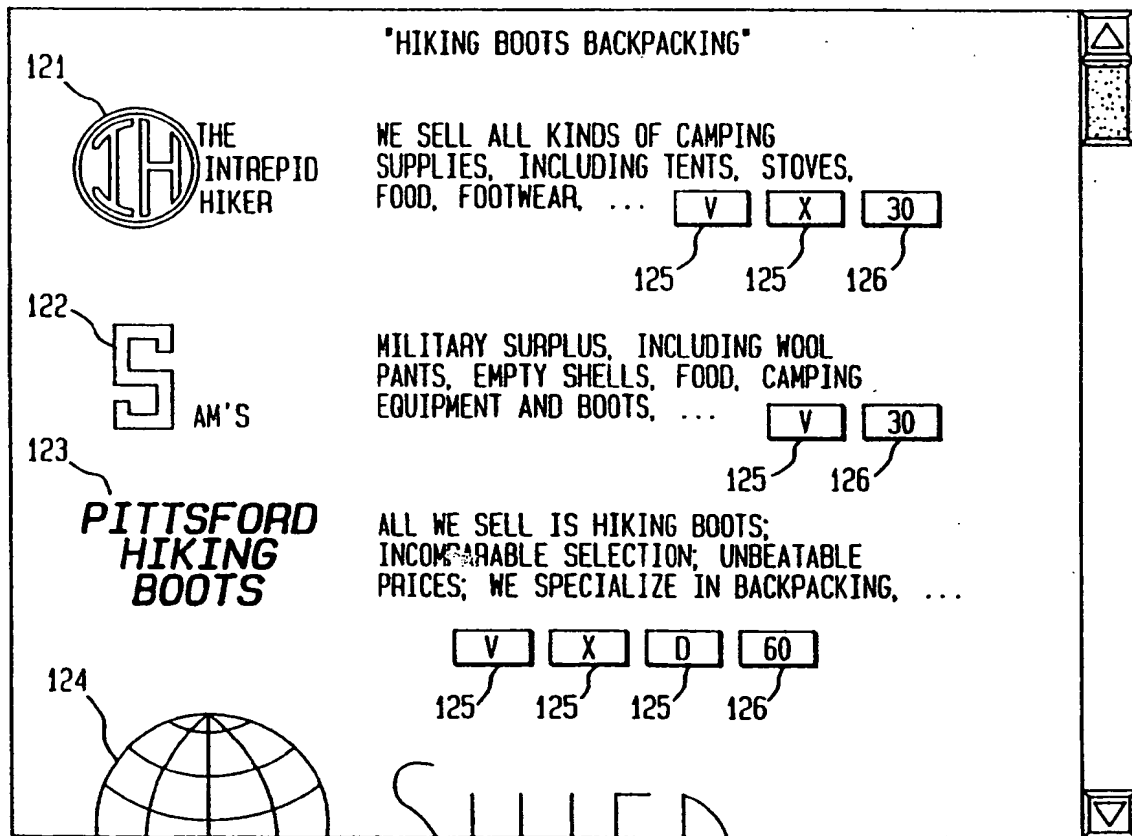 "HIKING BOOTS BACKPACKING"
121
IH THE
INTREPID
HIKER
WE SELL ALL KINDS OF CAMPING
SUPPLIES, INCLUDING TENTS, STOVES,
FOOD, FOOTWEAR, ...
V X 30
125 125 126
122
S AM'S
MILITARY SURPLUS, INCLUDING WOOL
PANTS, EMPTY SHELLS, FOOD, CAMPING
EQUIPMENT AND BOOTS, ...
V 30
125 126
123
PITTSFORD
HIKING
BOOTS
ALL WE SELL IS HIKING BOOTS;
INCOMPARABLE SELECTION; UNBEATABLE
PRICES; WE SPECIALIZE IN BACKPACKING, ...
V X D 60
125 125 125 126
124